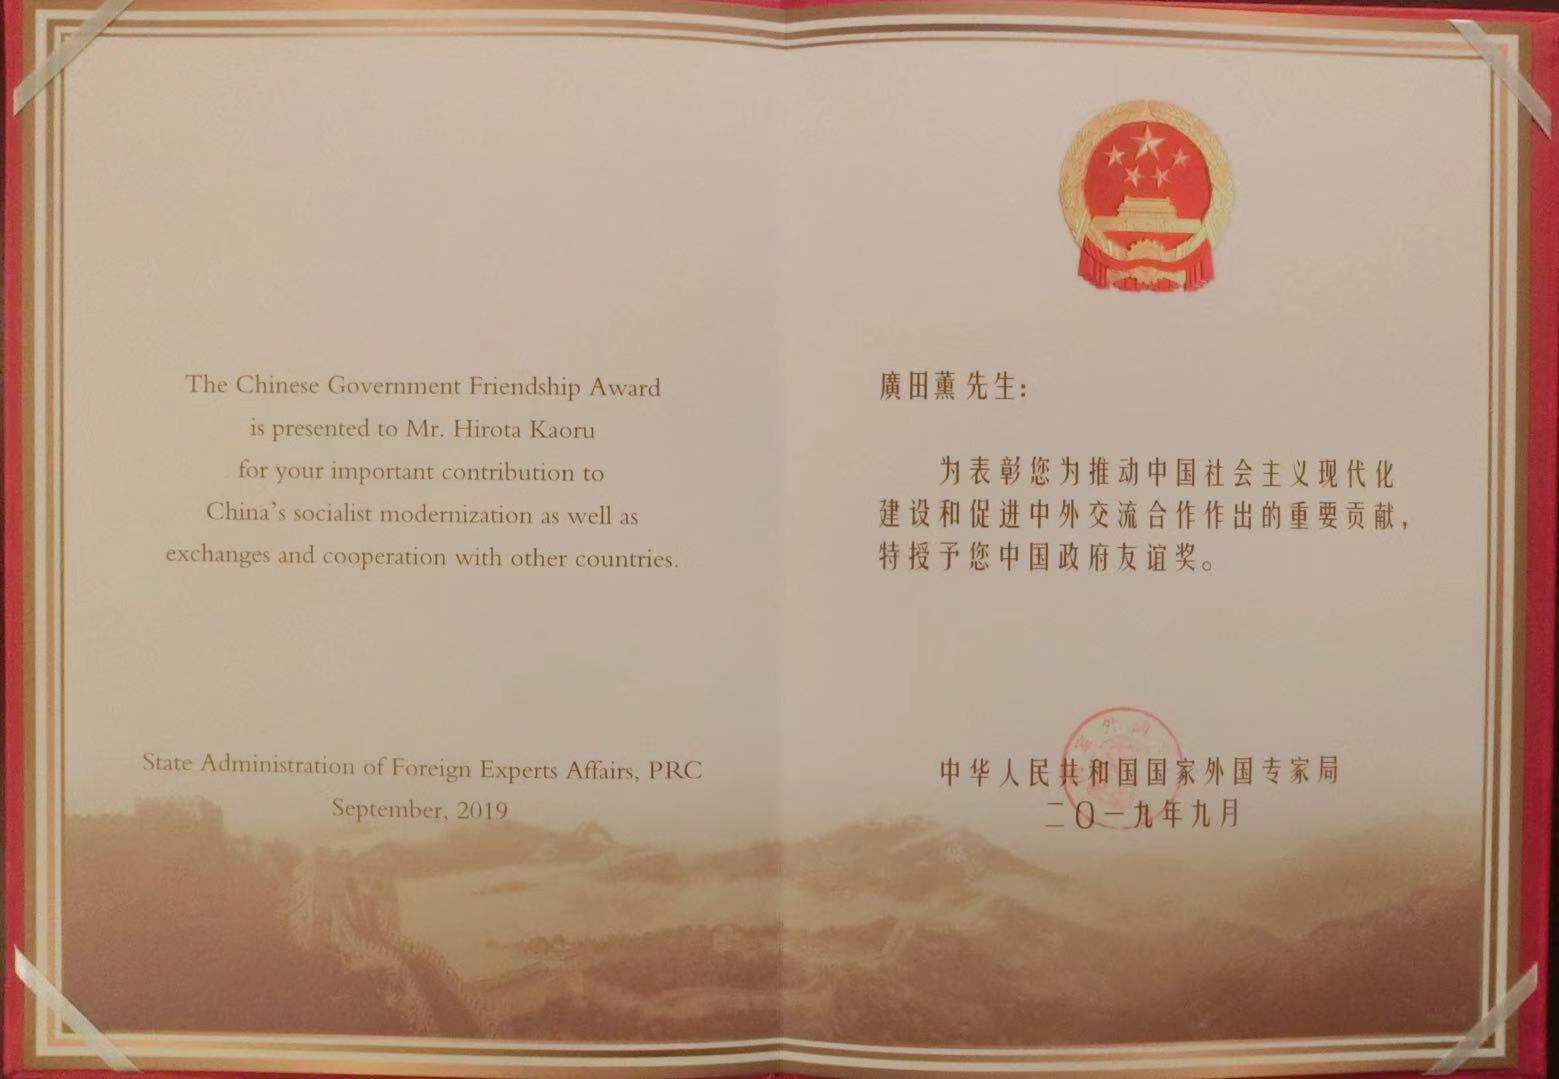 The Chinese Government Friendship Award
is presented to Mr. Hirota Kaoru
for your important contribution to
China's socialist modernization as well as
exchanges and cooperation with other countries.
State Administration of Foreign Experts Affairs, PRC
September, 2019
廣田薫 先生:
为表彰您为推动中国社会主义现代化
建设和促进中外交流合作作出的重要贡献,
特授予您中国政府友谊奖。
中华人民共和国国家外国专家局
二〇一九年九月